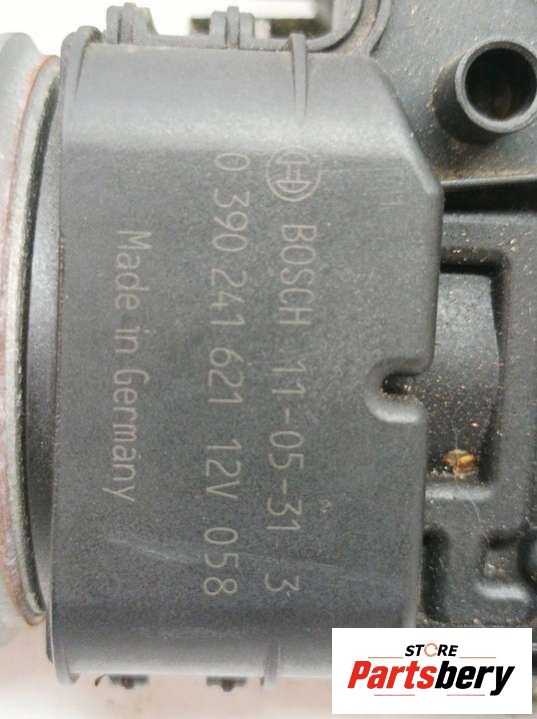 BOSCH 11-05-31 3
0 390 241 621 12V 058
Made in Germany
STORE
Partsbery